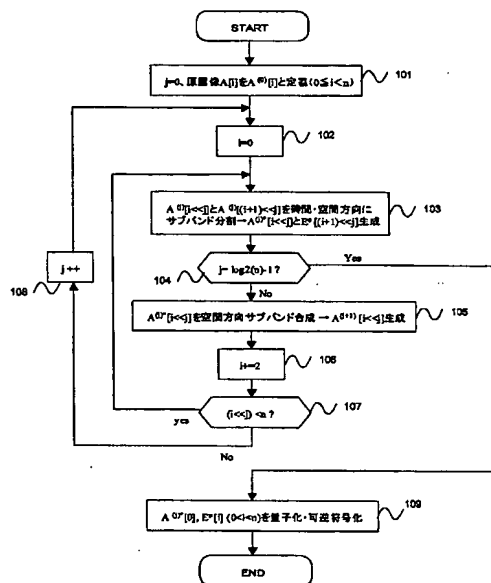 START
j=0、原画像A[i]をA⁽⁰⁾[i]と定義(0≦i<n)
101
i=0
102
A⁽ʲ⁾[i<<j]とA⁽ʲ⁾[(i+1)<<j]を時間・空間方向に
サブバンド分割→A⁽ʲ⁾*[i<<j]とE*[(i+1)<<j]生成
103
j= log2(n)-1?
104
Yes
No
j ++
108
A⁽ʲ⁾*[i<<j]を空間方向サブバンド合成 → A⁽ʲ⁺¹⁾[i<<j]生成
105
i+=2
106
(i<<j) <n ?
107
yes
No
A⁽ʲ⁾*[0], E*[i] (0<i<n)を量子化・可逆符号化
109
END